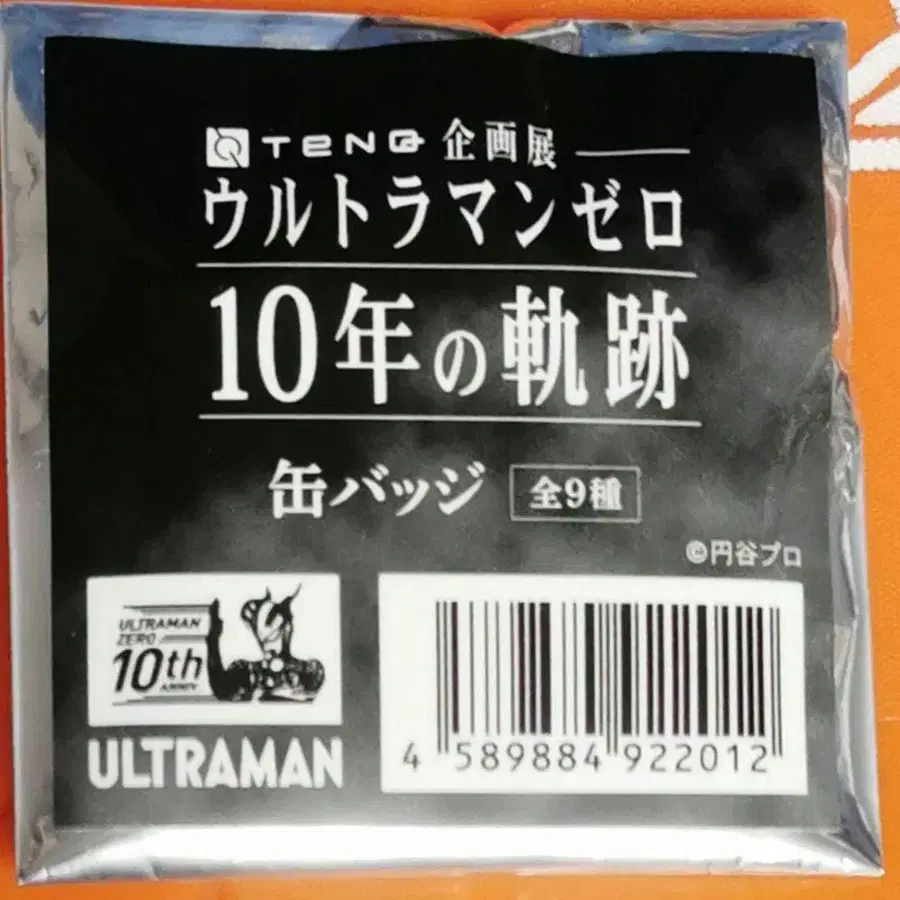 TENQ 企画展
ウルトラマンゼロ
10年の軌跡
缶バッジ 全9種
©円谷プロ
ULTRAMAN
ZERO
10th
ANNIV.
ULTRAMAN
4 589884 922012